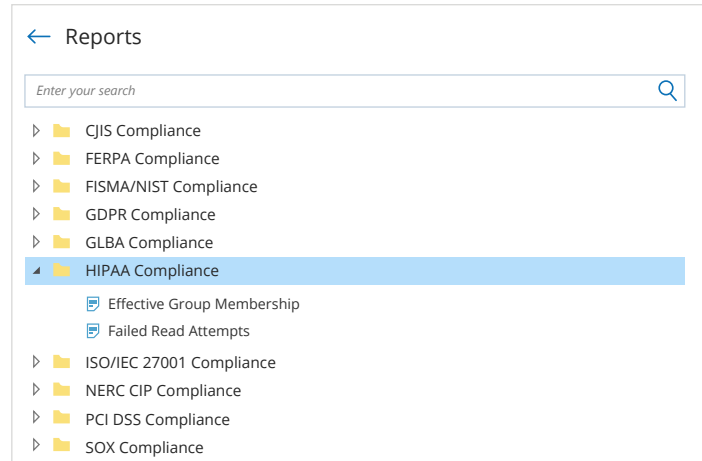 Reports
Enter your search
CJIS Compliance
FERPA Compliance
FISMA/NIST Compliance
GDPR Compliance
GLBA Compliance
HIPAA Compliance
Effective Group Membership
Failed Read Attempts
ISO/IEC 27001 Compliance
NERC CIP Compliance
PCI DSS Compliance
SOX Compliance